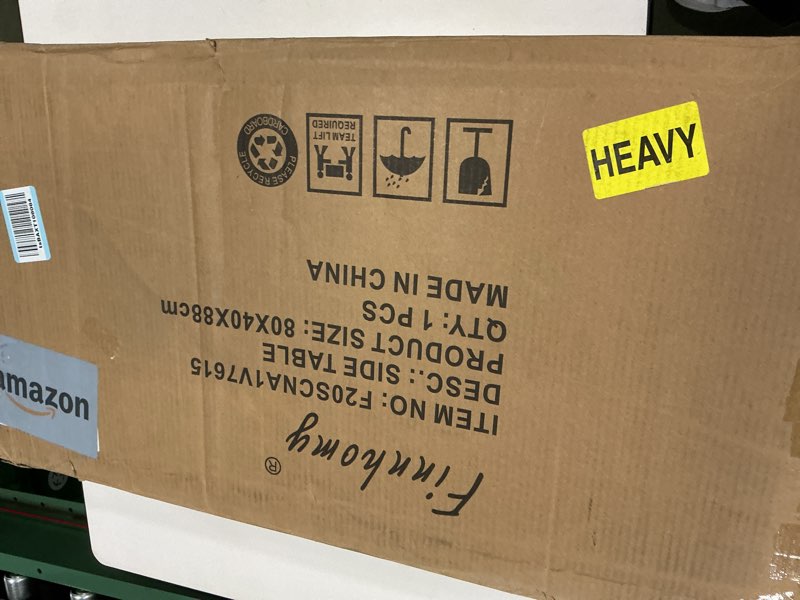 Finnhomy ®
ITEM NO: F20SCNA1V7615
DESC.: SIDE TABLE
PRODUCT SIZE: 80X40X88cm
QTY: 1 PCS
MADE IN CHINA
TEAM LIFT
REQUIRED
PLEASE RECYCLE
CARDBOARD
HEAVY
amazon